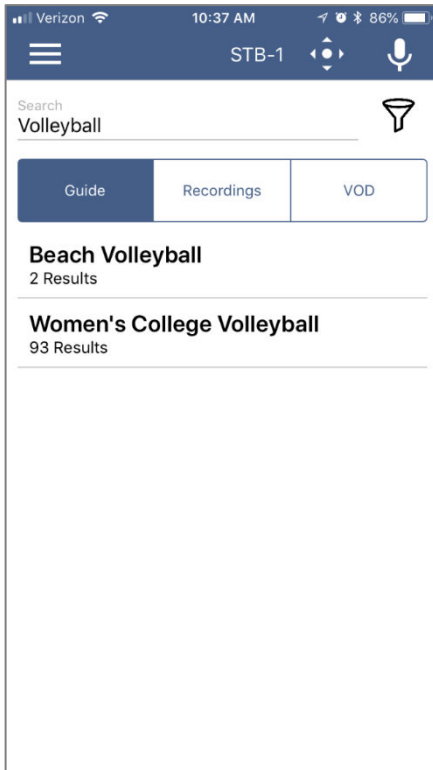 Verizon 10:37 AM 86%
STB-1
Search
Volleyball
Guide Recordings VOD
Beach Volleyball
2 Results
Women's College Volleyball
93 Results